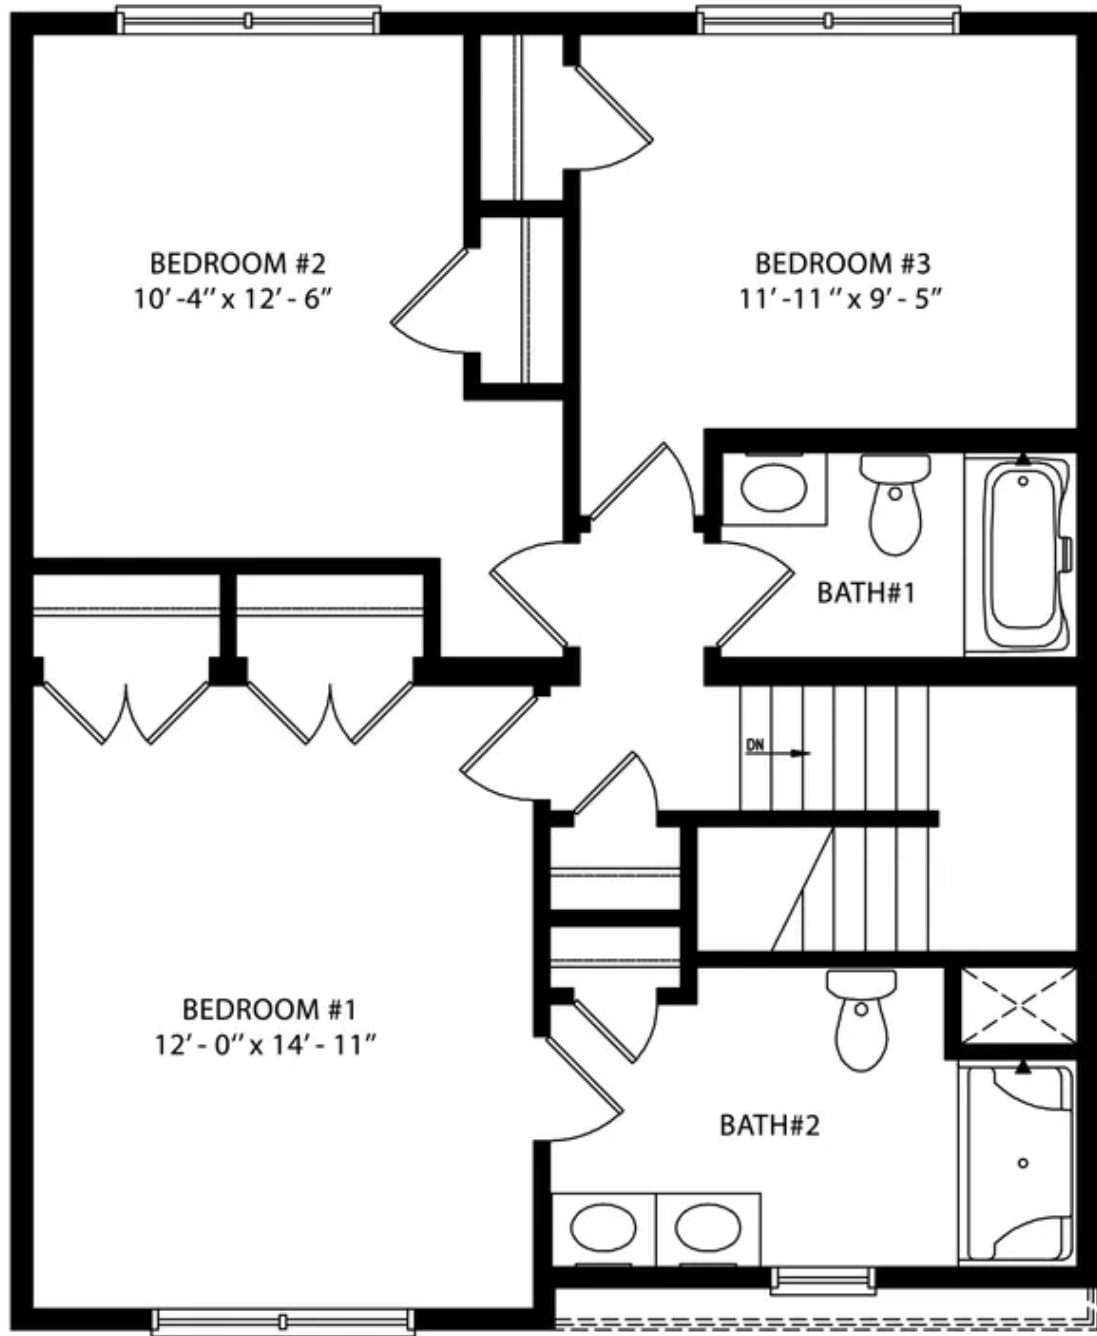 BEDROOM #2
10' -4'' x 12' - 6”
BEDROOM #3
11' -11 '' x 9' - 5”
BATH#1
DN
BEDROOM #1
12' - 0'' x 14' - 11”
BATH#2